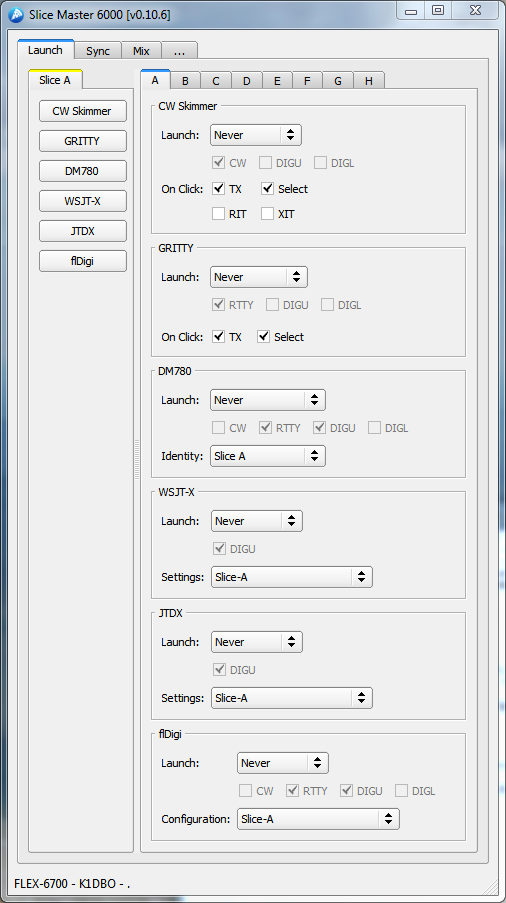 Slice Master 6000 [v0.10.6]
Launch Sync Mix ...
Slice A
CW Skimmer
GRITTY
DM780
WSJT-X
JTDX
flDigi
A B C D E F G H
CW Skimmer
Launch: Never
CW DIGU DIGL
On Click: TX Select
RIT XIT
GRITTY
Launch: Never
RTTY DIGU DIGL
On Click: TX Select
DM780
Launch: Never
CW RTTY DIGU DIGL
Identity: Slice A
WSJT-X
Launch: Never
DIGU
Settings: Slice-A
JTDX
Launch: Never
DIGU
Settings: Slice-A
flDigi
Launch: Never
CW RTTY DIGU DIGL
Configuration: Slice-A
FLEX-6700 - K1DBO - .